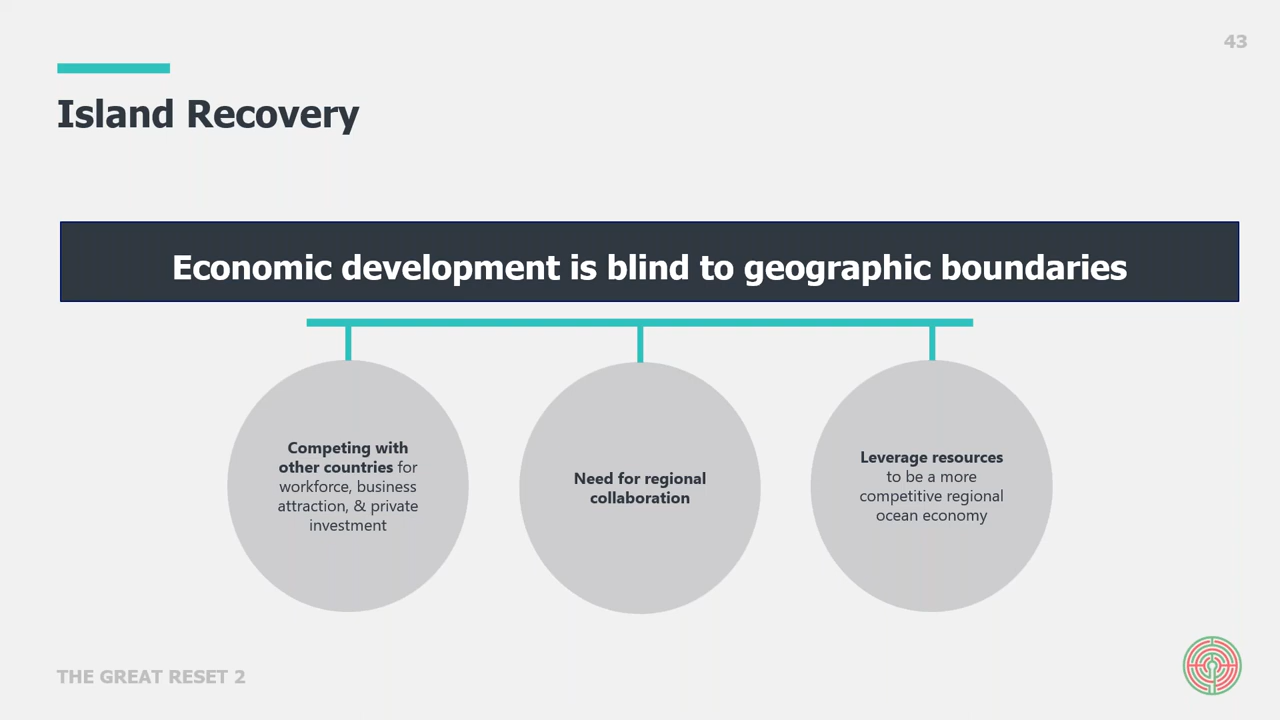 43
Island Recovery
Economic development is blind to geographic boundaries
Competing with
other countries for
workforce, business
attraction, & private
investment
Need for regional
collaboration
Leverage resources
to be a more
competitive regional
ocean economy
THE GREAT RESET 2